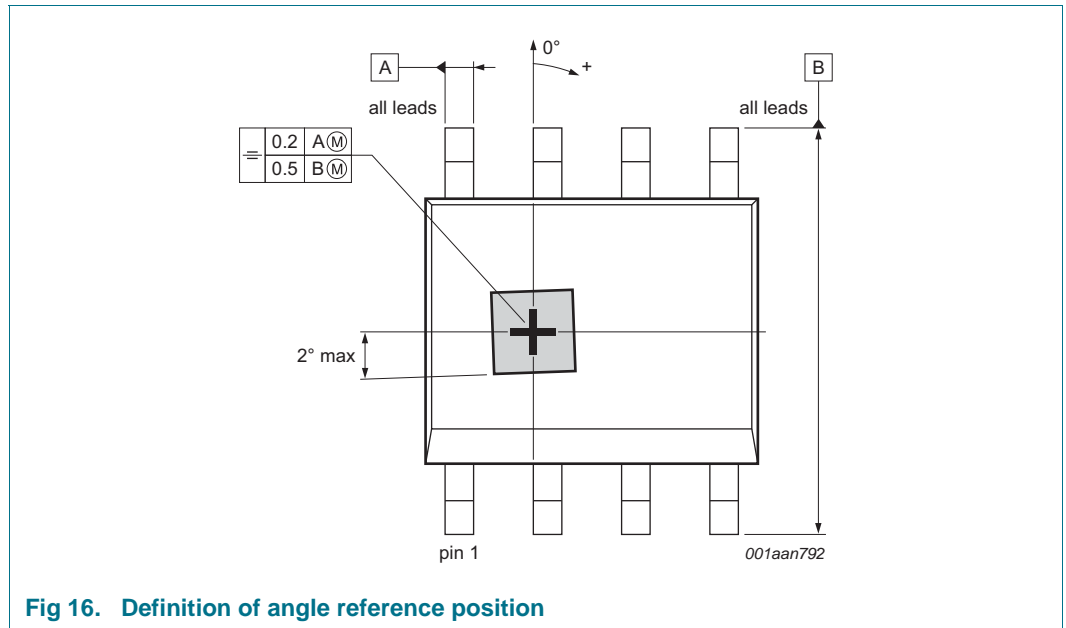 0°
A
+
B
all leads
all leads
⌯ 0.2 A Ⓜ
0.5 B Ⓜ
2° max
pin 1
001aan792
Fig 16. Definition of angle reference position